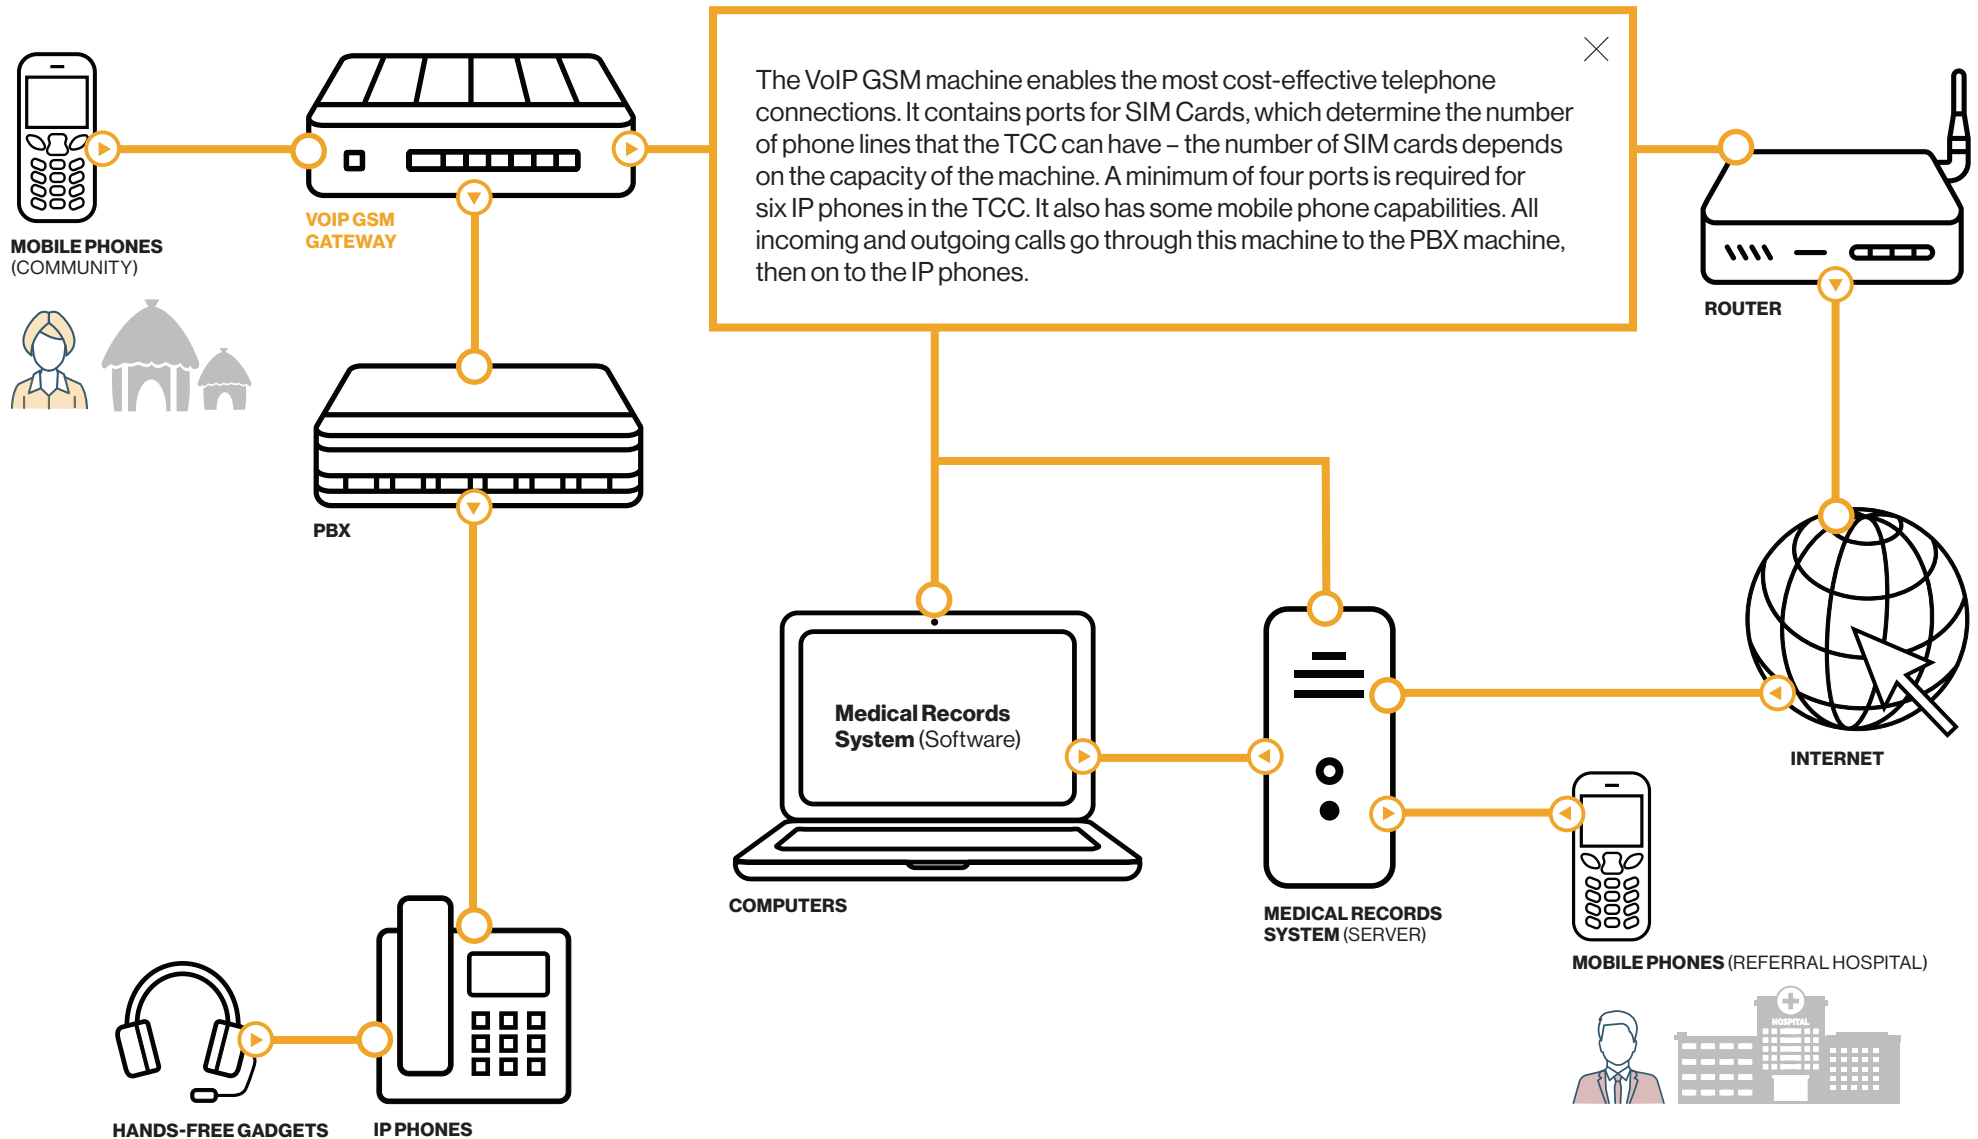 The VoIP GSM machine enables the most cost-effective telephone
connections. It contains ports for SIM Cards, which determine the number
of phone lines that the TCC can have – the number of SIM cards depends
on the capacity of the machine. A minimum of four ports is required for
six IP phones in the TCC. It also has some mobile phone capabilities. All
incoming and outgoing calls go through this machine to the PBX machine,
then on to the IP phones.
VOIP GSM
GATEWAY
MOBILE PHONES
(COMMUNITY)
ROUTER
PBX
Medical Records
System (Software)
INTERNET
COMPUTERS
MEDICAL RECORDS
SYSTEM (SERVER)
MOBILE PHONES (REFERRAL HOSPITAL)
HOSPITAL
HANDS-FREE GADGETS
IP PHONES